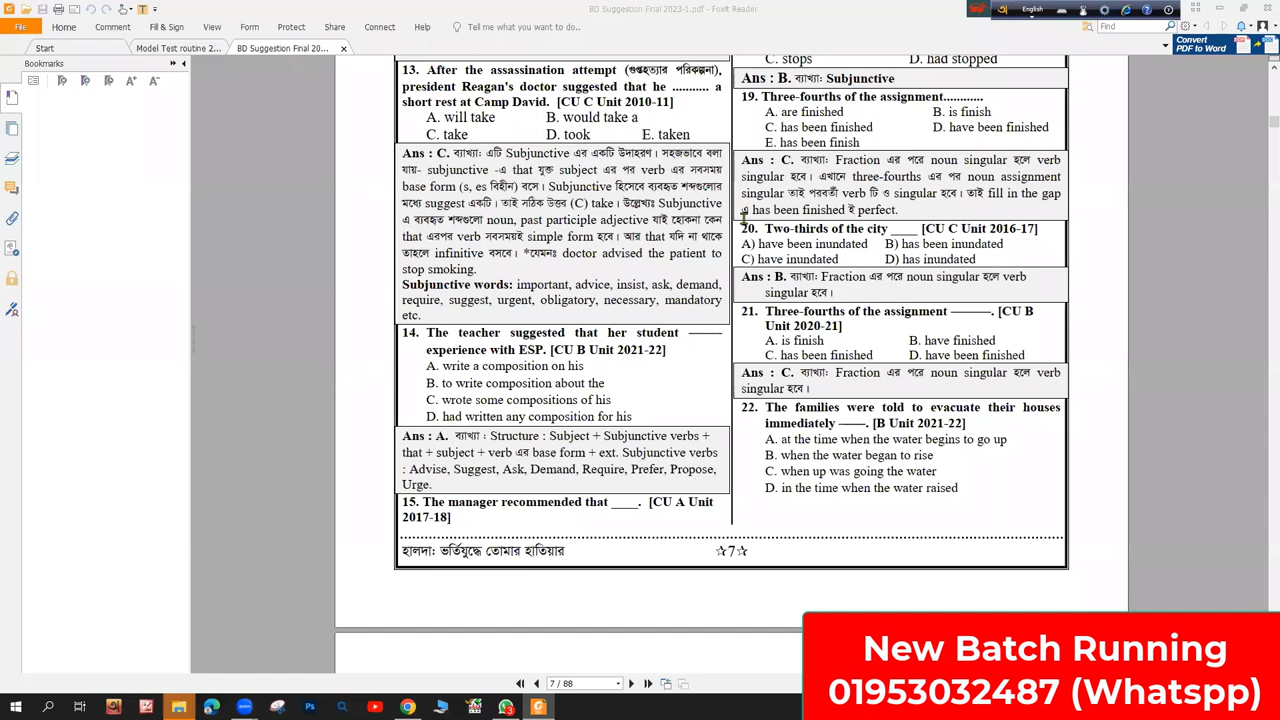 BD Suggestion Final 2023-1.pdf - Foxit Reader
English
File Home Comment Fill & Sign View Form Protect Share Connect Help Tell me what you want to do.. Find
Start Model Test routine 2... BD Suggestion Final 20...
Convert
PDF to Word
Bookmarks
13. After the assassination attempt (গুপ্তহত্যার পরিকল্পনা),
president Reagan's doctor suggested that he .......... a
short rest at Camp David. [CU C Unit 2010-11]
A. will take B. would take a
C. take D. took E. taken
Ans : C. ব্যাখ্যা: এটি Subjunctive এর একটি উদাহরণ। সহজভাবে বলা
যায়- subjunctive -এ that যুক্ত subject এর পর verb এর সবসময়
base form (s, es বিহীন) বসে। Subjunctive হিসেবে ব্যবহৃত শব্দগুলোর
মধ্যে suggest একটি। তাই সঠিক উত্তর (C) take। উল্লেখ্যঃ Subjunctive
এ ব্যবহৃত শব্দগুলো noun, past participle adjective যাই হোকনা কেন
that এরপর verb সবসময়ই simple form হবে। আর that যদি না থাকে
তাহলে infinitive বসবে। *যেমনঃ doctor advised the patient to
stop smoking.
Subjunctive words: important, advice, insist, ask, demand,
require, suggest, urgent, obligatory, necessary, mandatory
etc.
14. The teacher suggested that her student ——
experience with ESP. [CU B Unit 2021-22]
A. write a composition on his
B. to write composition about the
C. wrote some compositions of his
D. had written any composition for his
Ans : A. ব্যাখ্যা : Structure : Subject + Subjunctive verbs +
that + subject + verb এর base form + ext. Subjunctive verbs
: Advise, Suggest, Ask, Demand, Require, Prefer, Propose,
Urge.
15. The manager recommended that ____. [CU A Unit
2017-18]
C. stops D. had stopped
Ans : B. ব্যাখ্যা: Subjunctive
19. Three-fourths of the assignment............
A. are finished B. is finish
C. has been finished D. have been finished
E. has been finish
Ans : C. ব্যাখ্যা: Fraction এর পরে noun singular হলে verb
singular হবে। এখানে three-fourths এর পর noun assignment
singular তাই পরবর্তী verb টি ও singular হবে। তাই fill in the gap
এ has been finished ই perfect.
20. Two-thirds of the city ____ [CU C Unit 2016-17]
A) have been inundated B) has been inundated
C) have inundated D) has inundated
Ans : B. ব্যাখ্যা: Fraction এর পরে noun singular হলে verb
singular হবে।
21. Three-fourths of the assignment ———. [CU B
Unit 2020-21]
A. is finish B. have finished
C. has been finished D. have been finished
Ans : C. ব্যাখ্যা: Fraction এর পরে noun singular হলে verb
singular হবে।
22. The families were told to evacuate their houses
immediately ——. [B Unit 2021-22]
A. at the time when the water begins to go up
B. when the water began to rise
C. when up was going the water
D. in the time when the water raised
হালদা: ভর্তিযুদ্ধে তোমার হাতিয়ার ☆7☆
New Batch Running
01953032487 (Whatspp)
7 / 88